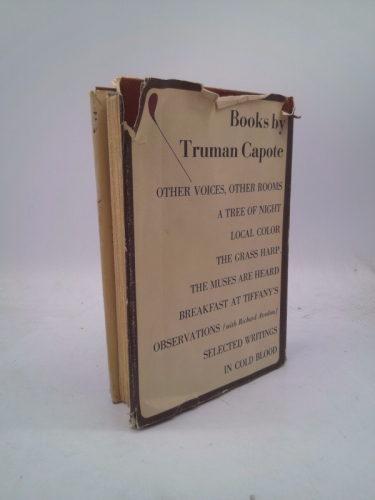 Books by
Truman Capote
OTHER VOICES, OTHER ROOMS
A TREE OF NIGHT
LOCAL COLOR
THE GRASS HARP
THE MUSES ARE HEARD
BREAKFAST AT TIFFANY'S
OBSERVATIONS [with Richard Avedon]
SELECTED WRITINGS
IN COLD BLOOD